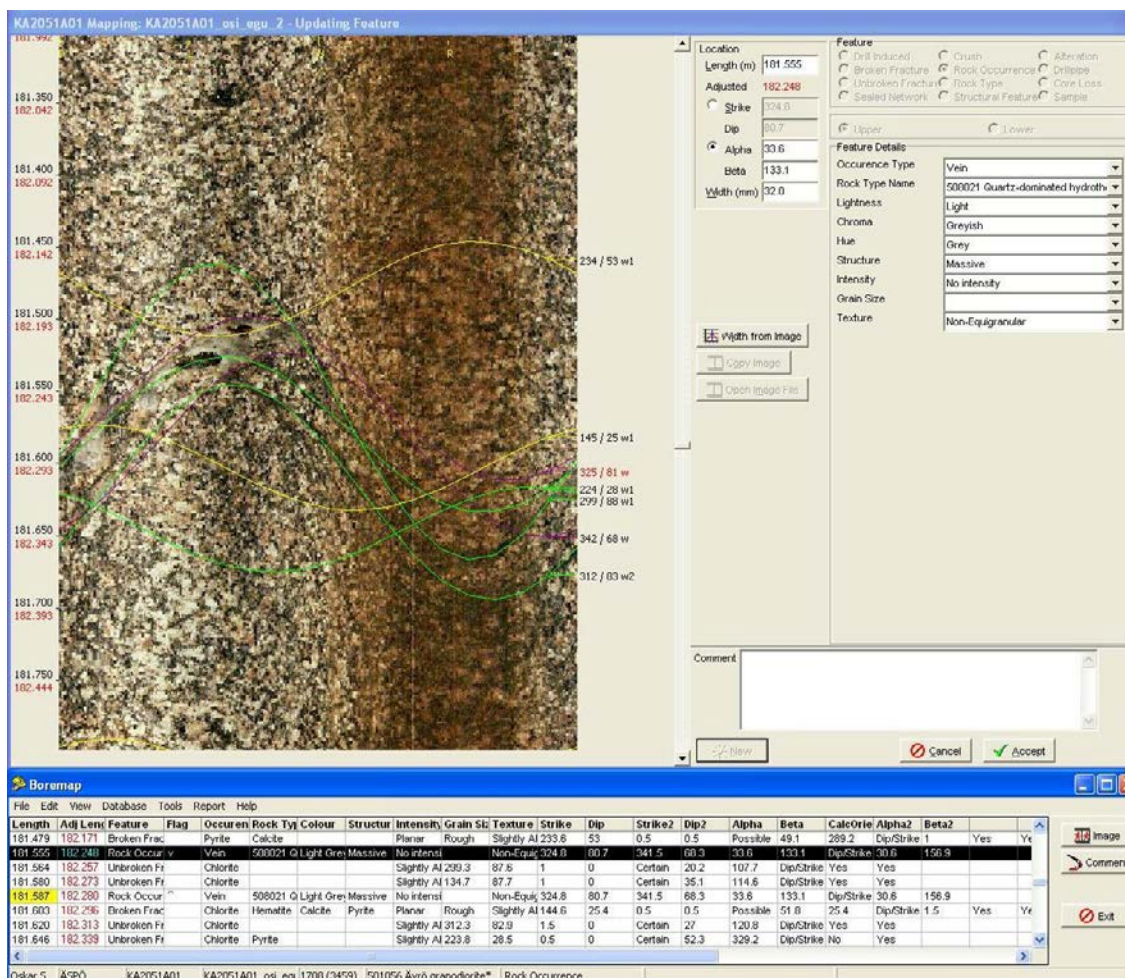 KA2051A01 Mapping: KA2051A01_osi_egu_2 - Updating Feature
181.992
181.350
182.042
181.400
182.092
181.450
182.142
181.500
182.193
181.550
182.243
181.600
182.293
181.650
182.343
181.700
182.393
181.750
182.444
R
234 / 53 w1
145 / 25 w1
325 / 81 w
224 / 28 w1
299 / 88 w1
342 / 68 w
312 / 83 w2
Location
Length (m) 181.555
Adjusted 182.248
Strike 324.8
Dip 80.7
Alpha 33.6
Beta 133.1
Width (mm) 32.0
Width from Image
Copy Image
Open Image File
Feature
Drill Induced Crush Alteration
Broken Fracture Rock Occurrence Drillpipe
Unbroken Fractur Rock Type Core Loss
Sealed Network Structural Feature Sample
Upper Lower
Feature Details
Occurence Type Vein
Rock Type Name 508021 Quartz-dominated hydroth
Lightness Light
Chroma Greyish
Hue Grey
Structure Massive
Intensity No intensity
Grain Size
Texture Non-Equigranular
Comment
New Cancel Accept
Boremap
File Edit View Database Tools Report Help
Length Adj Leng Feature Flag Occuren Rock Typ Colour Structur Intensity Grain Siz Texture Strike Dip Strike2 Dip2 Alpha Beta CalcOrie Alpha2 Beta2
181.479 182.171 Broken Frac Pyrite Calcite Planar Rough Slightly Al 233.6 53 0.5 0.5 Possible 49.1 289.2 Dip/Strike 1 Yes Ye
181.555 182.248 Rock Occur v Vein 508021 Q Light Grey Massive No intensi Non-Equig 324.8 80.7 341.5 68.3 33.6 133.1 Dip/Strike 30.6 156.9
181.564 182.257 Unbroken Fr Chlorite Slightly Al 299.3 87.6 1 0 Certain 20.2 107.7 Dip/Strike Yes Yes
181.580 182.273 Unbroken Fr Chlorite Slightly Al 134.7 87.7 1 0 Certain 35.1 114.6 Dip/Strike Yes Yes
181.587 182.280 Rock Occur ^ Vein 508021 Q Light Grey Massive No intensi Non-Equig 324.8 80.7 341.5 68.3 33.6 133.1 Dip/Strike 30.6 156.9
181.603 182.296 Broken Frac Chlorite Hematite Calcite Pyrite Planar Rough Slightly Al 144.6 25.4 0.5 0.5 Possible 51.8 25.4 Dip/Strike 1.5 Yes Ye
181.620 182.313 Unbroken Fr Chlorite Slightly Al 312.3 82.9 1.5 0 Certain 27 120.8 Dip/Strike Yes Yes
181.646 182.339 Unbroken Fr Chlorite Pyrite Slightly Al 223.8 28.5 0.5 0 Certain 52.3 329.2 Dip/Strike No Yes
Image
Commen
Exit
Oskar 5 ÄSPÖ KA2051A01 KA2051A01_osi_egu 1708 (3459) 501056 Ävrö granodiorite* Rock Occurrence